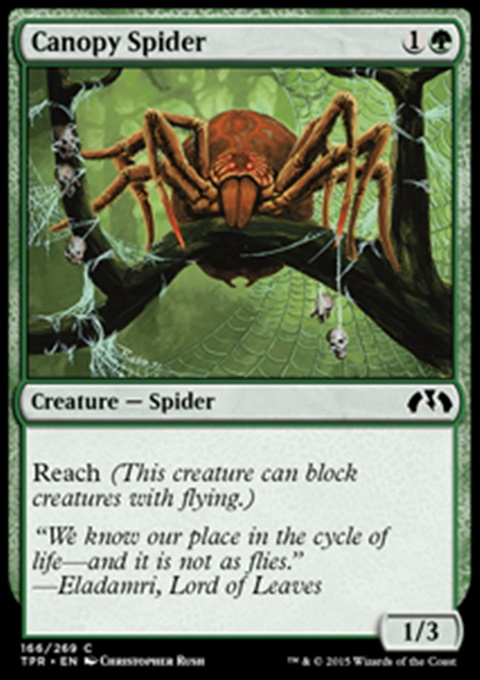 Canopy Spider 1
Creature — Spider
Reach (This creature can block
creatures with flying.)
“We know our place in the cycle of
life—and it is not as flies.”
—Eladamri, Lord of Leaves
1/3
166/269 C
TPR • EN Christopher Rush
™ & © 2015 Wizards of the Coast